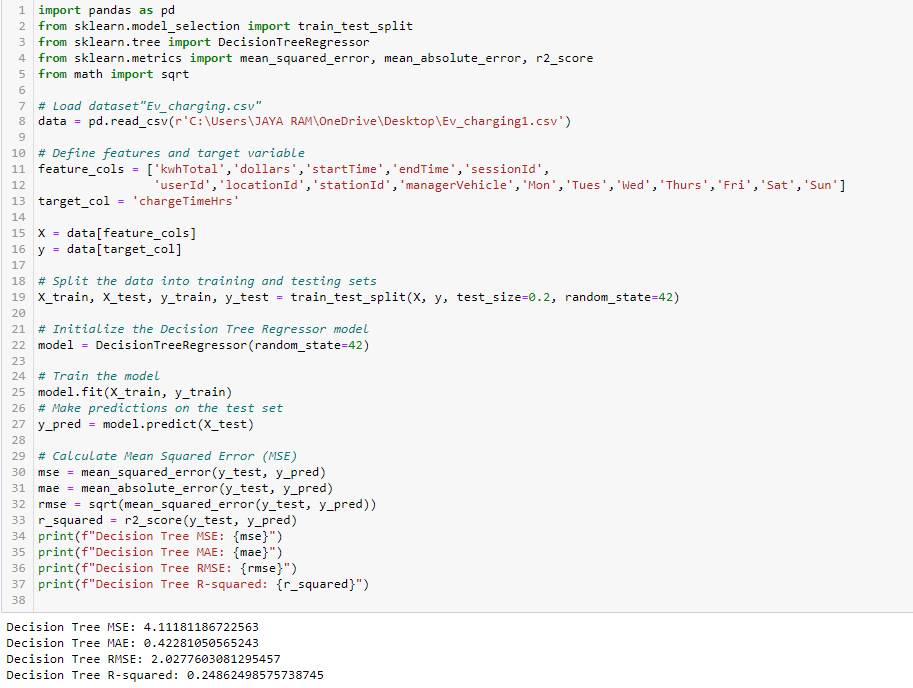 1 import pandas as pd
2 from sklearn.model_selection import train_test_split
3 from sklearn.tree import DecisionTreeRegressor
4 from sklearn.metrics import mean_squared_error, mean_absolute_error, r2_score
5 from math import sqrt
6
7 # Load dataset"Ev_charging.csv"
8 data = pd.read_csv(r'C:\Users\JAYA RAM\OneDrive\Desktop\Ev_charging1.csv')
9
10 # Define features and target variable
11 feature_cols = ['kwhTotal','dollars','startTime','endTime','sessionId',
12                 'userId','locationId','stationId','managerVehicle','Mon','Tues','Wed','Thurs','Fri','Sat','Sun']
13 target_col = 'chargeTimeHrs'
14
15 X = data[feature_cols]
16 y = data[target_col]
17
18 # Split the data into training and testing sets
19 X_train, X_test, y_train, y_test = train_test_split(X, y, test_size=0.2, random_state=42)
20
21 # Initialize the Decision Tree Regressor model
22 model = DecisionTreeRegressor(random_state=42)
23
24 # Train the model
25 model.fit(X_train, y_train)
26 # Make predictions on the test set
27 y_pred = model.predict(X_test)
28
29 # Calculate Mean Squared Error (MSE)
30 mse = mean_squared_error(y_test, y_pred)
31 mae = mean_absolute_error(y_test, y_pred)
32 rmse = sqrt(mean_squared_error(y_test, y_pred))
33 r_squared = r2_score(y_test, y_pred)
34 print(f"Decision Tree MSE: {mse}")
35 print(f"Decision Tree MAE: {mae}")
36 print(f"Decision Tree RMSE: {rmse}")
37 print(f"Decision Tree R-squared: {r_squared}")
38
Decision Tree MSE: 4.11181186722563
Decision Tree MAE: 0.42281050565243
Decision Tree RMSE: 2.0277603081295457
Decision Tree R-squared: 0.24862498575738745